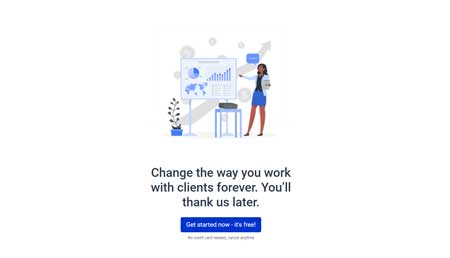 Change the way you work
with clients forever. You'll
thank us later.
Get started now - it's free!
No credit card needed, cancel anytime